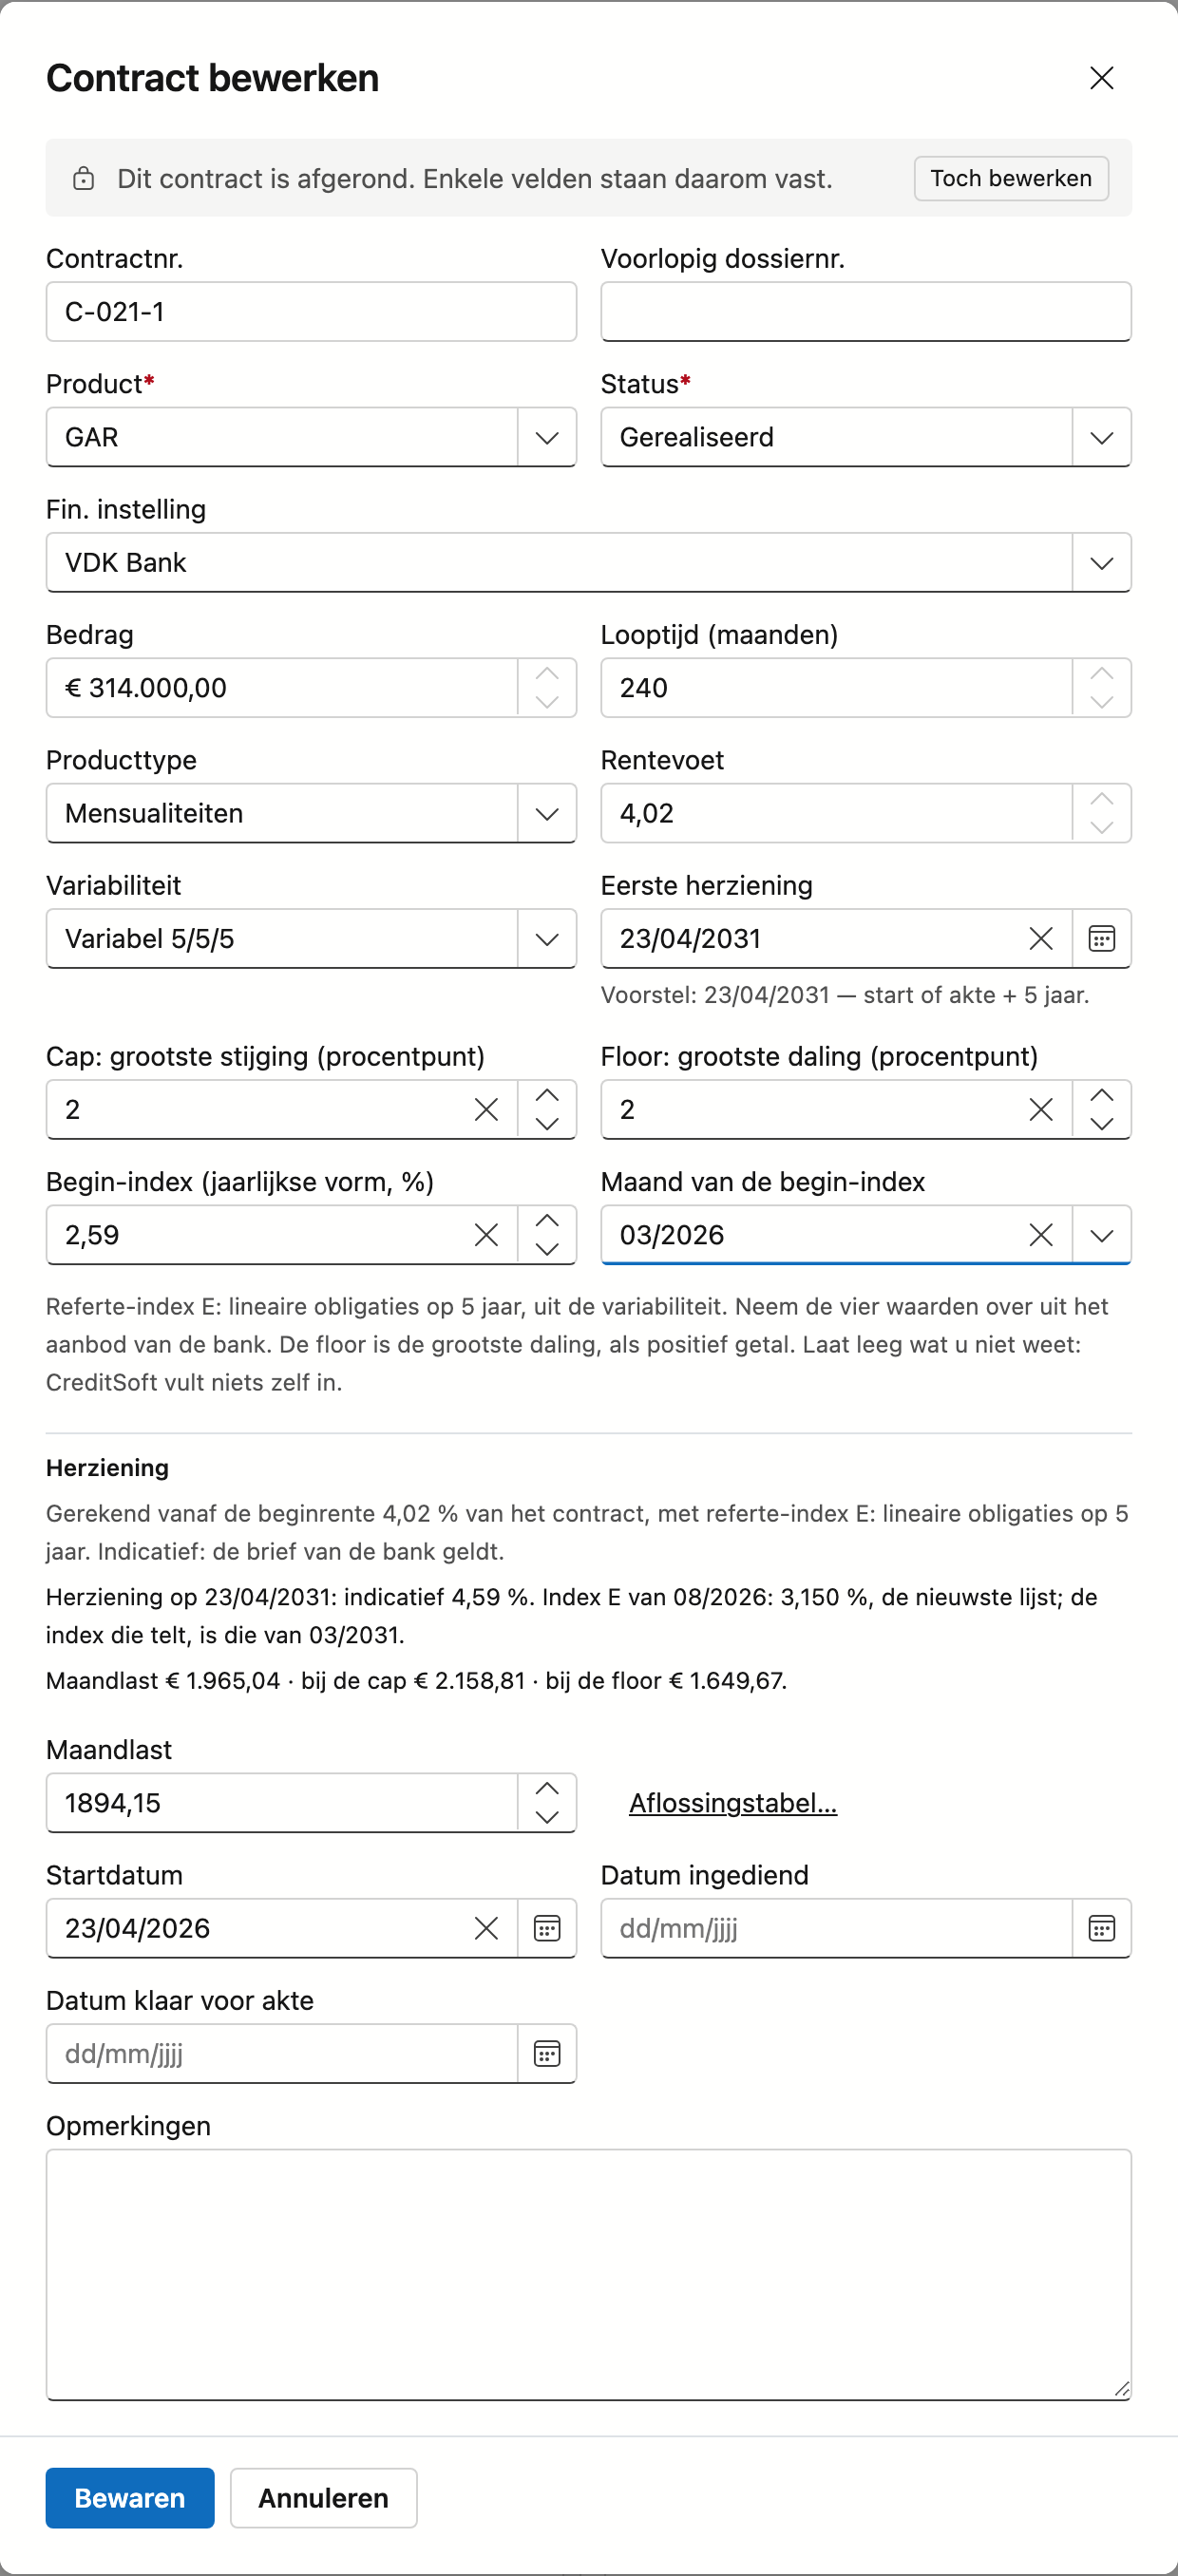 Contract bewerken
Dit contract is afgerond. Enkele velden staan daarom vast.
Toch bewerken
Contractnr.
Voorlopig dossiernr.
C-021-1
Product*
Status*
GAR
Gerealiseerd
Fin. instelling
VDK Bank
Bedrag
Looptijd (maanden)
€ 314.000,00
240
Producttype
Rentevoet
Mensualiteiten
4,02
Variabiliteit
Eerste herziening
Variabel 5/5/5
23/04/2031
Voorstel: 23/04/2031 — start of akte + 5 jaar.
Cap: grootste stijging (procentpunt)
Floor: grootste daling (procentpunt)
2
2
Begin-index (jaarlijkse vorm, %)
Maand van de begin-index
2,59
03/2026
Referte-index E: lineaire obligaties op 5 jaar, uit de variabiliteit. Neem de vier waarden over uit het
aanbod van de bank. De floor is de grootste daling, als positief getal. Laat leeg wat u niet weet:
CreditSoft vult niets zelf in.
Herziening
Gerekend vanaf de beginrente 4,02 % van het contract, met referte-index E: lineaire obligaties op 5
jaar. Indicatief: de brief van de bank geldt.
Herziening op 23/04/2031: indicatief 4,59 %. Index E van 08/2026: 3,150 %, de nieuwste lijst; de
index die telt, is die van 03/2031.
Maandlast € 1.965,04 · bij de cap € 2.158,81 · bij de floor € 1.649,67.
Maandlast
1894,15
Aflossingstabel...
Startdatum
Datum ingediend
23/04/2026
dd/mm/jjjj
Datum klaar voor akte
dd/mm/jjjj
Opmerkingen
Bewaren
Annuleren